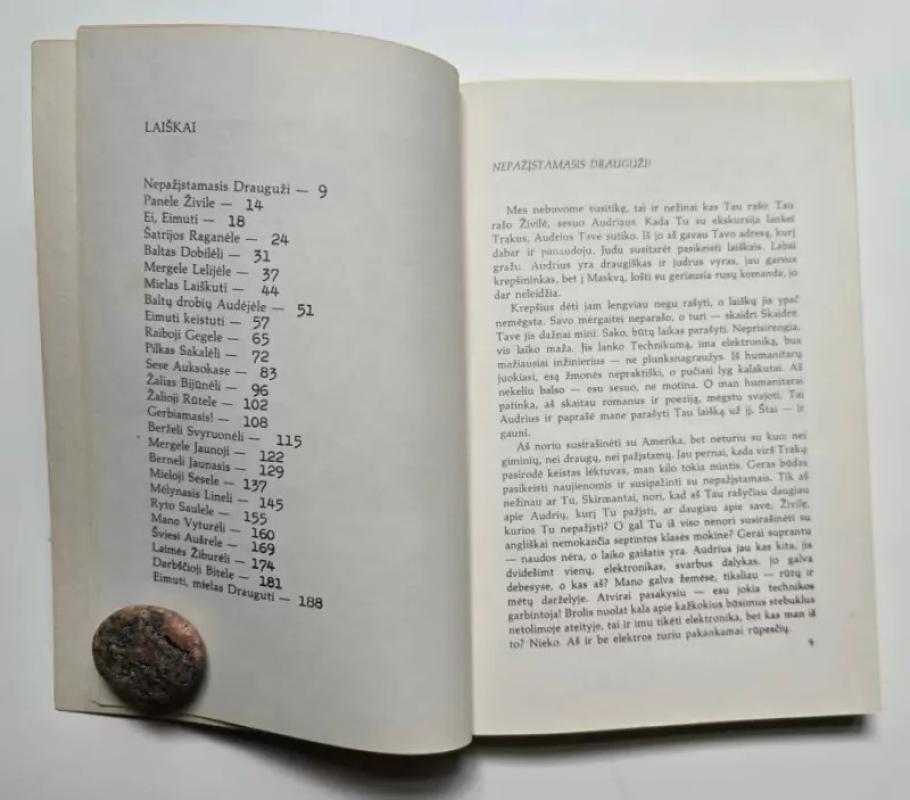 LAIŠKAI
Nepažįstamasis Drauguži — 9
Panele Živile — 14
Ei, Eimuti — 18
Šatrijos Raganėle — 24
Baltas Dobilėli — 31
Mergele Lelijėle — 37
Mielas Laiškuti — 44
Baltų drobių Audėjėle — 51
Eimuti keistuti — 57
Raiboji Gegele — 65
Pilkas Sakalėli — 72
Sese Auksokase — 83
Žalias Bijūnėli — 96
Žalioji Rūtele — 102
Gerbiamasis! — 108
Berželi Svyruonėli — 115
Mergele Jaunoji — 122
Berneli Jaunasis — 129
Mieloji Sesele — 137
Mėlynasis Lineli — 145
Ryto Saulele — 155
Mano Vyturėli — 160
Šviesi Aušrele — 169
Laimės Žiburėli — 174
Darbščioji Bitele — 181
Eimuti, mielas Drauguti — 188
NEPAŽĮSTAMASIS DRAUGUŽI!
Mes nebuvome susitikę, tai ir nežinai kas Tau rašo. Tau
rašo Živilė, sesuo Audriaus. Kada Tu su ekskursija lankei
Trakus, Audrius Tave sutiko. Iš jo aš gavau Tavo adresą, kurį
dabar ir panaudoju. Judu susitarėt pasikeisti laiškais. Labai
gražu. Audrius yra draugiškas ir judrus vyras, jau garsus
krepšininkas, bet į Maskvą, lošti su geriausia rusų komanda, jo
dar neleidžia.
Krepšius dėti jam lengviau negu rašyti, o laiškų jis ypač
nemėgsta. Savo mergaitei neparašo, o turi — skaidri Skaidrė.
Tave jis dažnai mini. Sako, būtų laikas parašyti. Neprisirengia,
vis laiko maža. Jis lanko Technikumą, ima elektroniką, bus
mažiausiai inžinierius — ne plunksnagraužys. Iš humanitarų
juokiasi, esą žmonės nepraktiški, o pučiasi lyg kalakutai. Aš
nekeliu balso — esu sesuo, ne motina. O man humanitarai
patinka, aš skaitau romanus ir poeziją, mėgstu svajoti. Tai
Audrius ir paprašė mane parašyti Tau laišką už jį. Štai — ir
gauni.
Aš noriu susirašinėti su Amerika, bet neturiu su kuo: nei
giminių, nei draugų, nei pažįstamų. Jau pernai, kada virš Trakų
pasirodė keistas lėktuvas, man kilo tokia mintis. Geras būdas
pasikeisti naujienomis ir susipažinti su nepažįstamais. Tik aš
nežinau ar Tu, Skirmantai, nori, kad aš Tau rašyčiau daugiau
apie Audrių, kurį Tu pažįsti, ar daugiau apie save, Živilę,
kurios Tu nepažįsti? O gal Tu iš viso nenori susirašinėti su
angliškai nemokančia septintos klasės mokine? Gerai suprantu
— naudos nėra, o laiko gaišatis yra. Audrius jau kas kita, jis
dvidešimt vienų, elektronikas, svarbus dalykas, jo galva
debesyse, o kas aš? Mano galva žemėse, tiksliau — rūtų ir
mėtų darželyje. Atvirai pasakysiu — esu jokia technikos
garbintoja! Brolis nuolat kala apie kažkokius būsimus stebuklus
netolimoje ateityje, tai ir imu tikėti elektronika, bet kas man iš
to? Nieko. Aš ir be elektros turiu pakankamai rūpesčių.
9